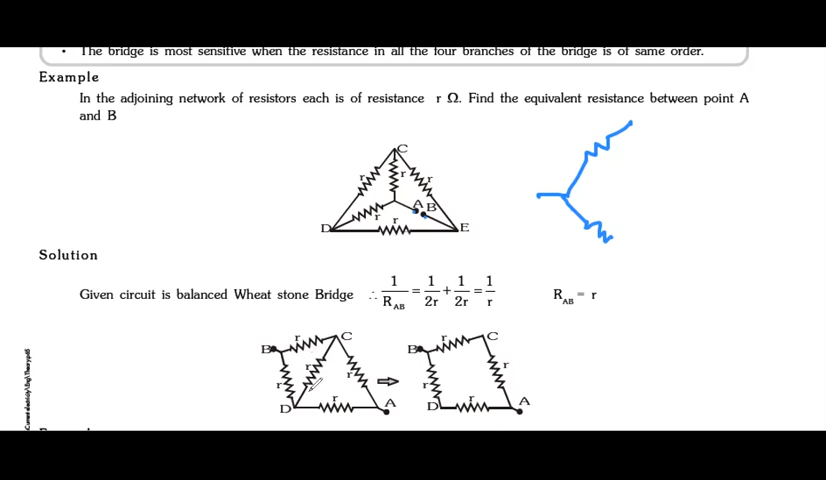 • The bridge is most sensitive when the resistance in all the four branches of the bridge is of same order.
Example
In the adjoining network of resistors each is of resistance r Ω. Find the equivalent resistance between point A
and B
C
r
r
r
A B
r
r
D
E
Solution
Given circuit is balanced Wheat stone Bridge ∴ 1/R_AB = 1/2r + 1/2r = 1/r R_AB = r
B r C
r r r
D r A
⇒
B r C
r r
D r A